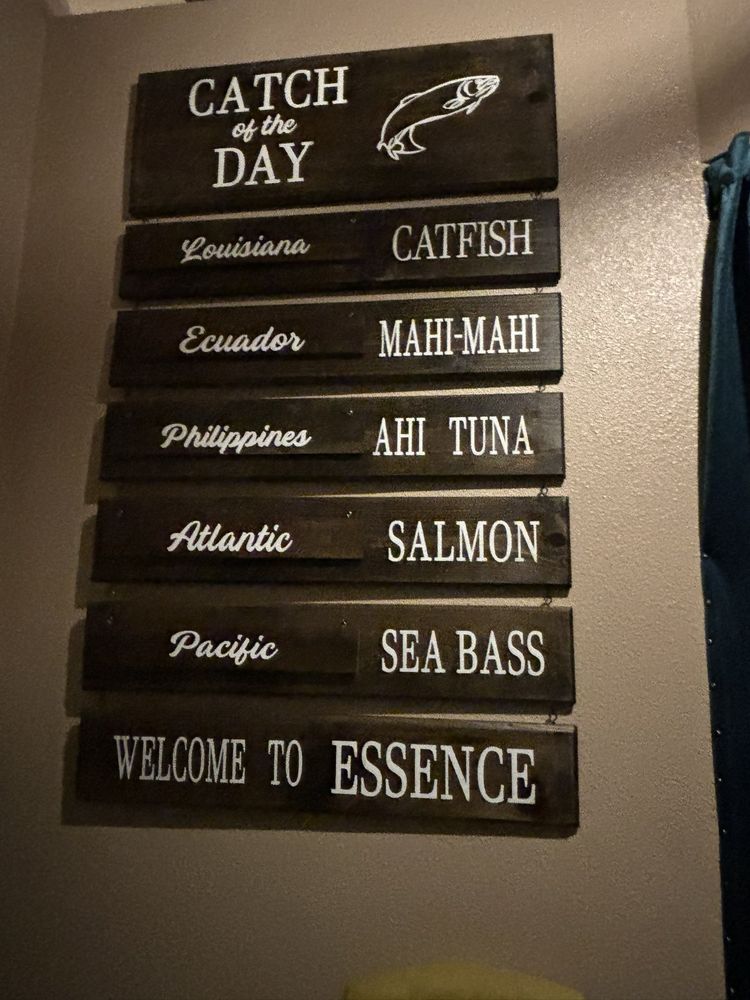 CATCH
of the
DAY
Louisiana CATFISH
Ecuador MAHI-MAHI
Philippines AHI TUNA
Atlantic SALMON
Pacific SEA BASS
WELCOME TO ESSENCE